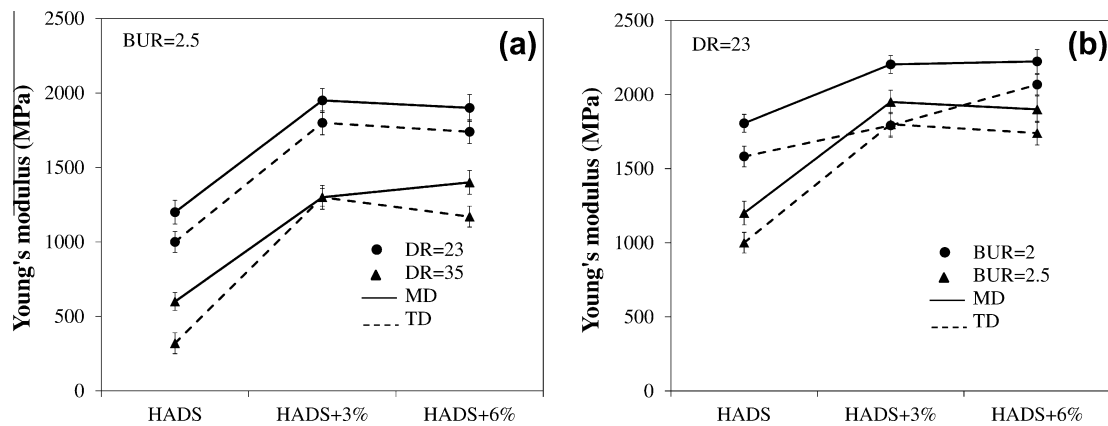 2500
BUR=2.5
(a)
2000
1500
1000
500
0
Young's modulus (MPa)
DR=23
DR=35
MD
TD
HADS
HADS+3%
HADS+6%
2500
DR=23
(b)
2000
1500
1000
500
0
Young's modulus (MPa)
BUR=2
BUR=2.5
MD
TD
HADS
HADS+3%
HADS+6%